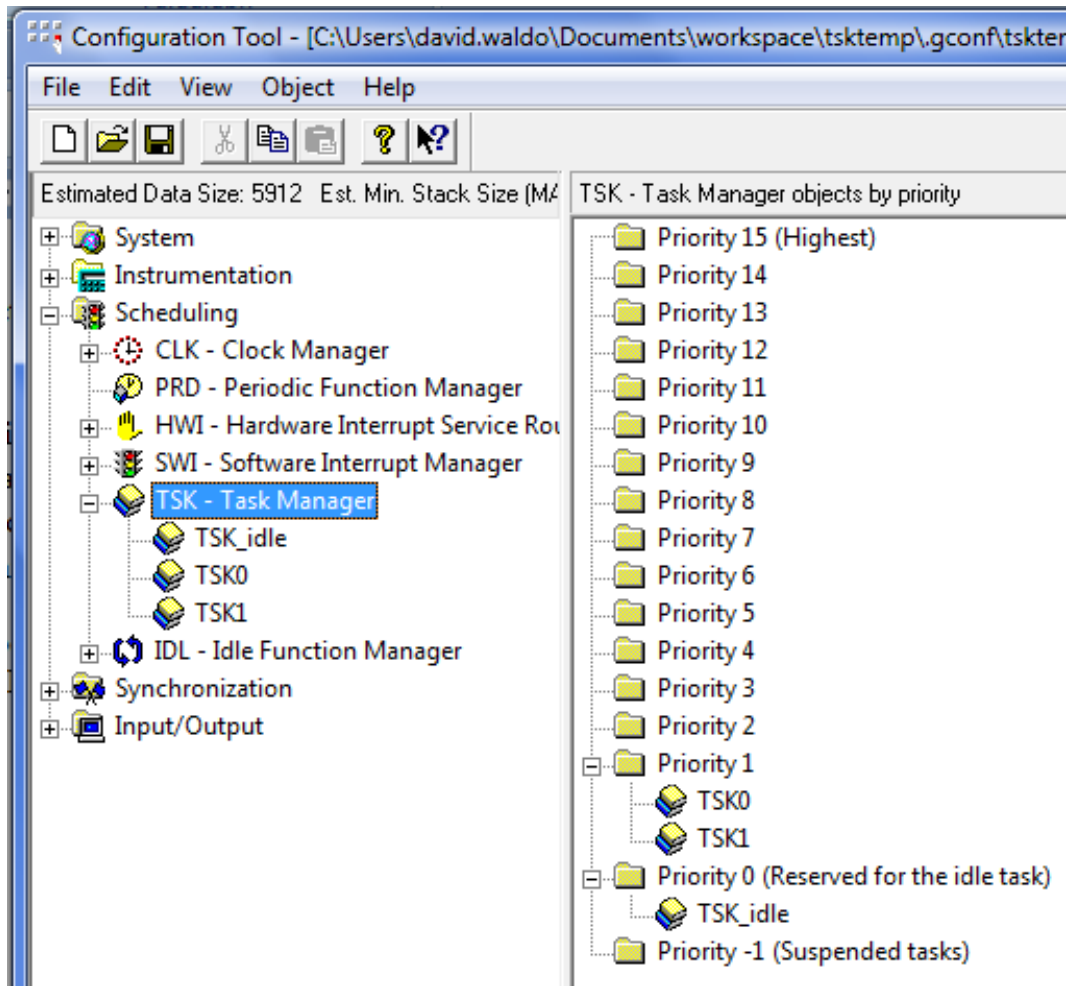 Configuration Tool - [C:\Users\david.waldo\Documents\workspace\tsktemp\.gconf\tskter
File Edit View Object Help
Estimated Data Size: 5912 Est. Min. Stack Size (MA
System
Instrumentation
Scheduling
CLK - Clock Manager
PRD - Periodic Function Manager
HWI - Hardware Interrupt Service Rou
SWI - Software Interrupt Manager
TSK - Task Manager
TSK_idle
TSK0
TSK1
IDL - Idle Function Manager
Synchronization
Input/Output
TSK - Task Manager objects by priority
Priority 15 (Highest)
Priority 14
Priority 13
Priority 12
Priority 11
Priority 10
Priority 9
Priority 8
Priority 7
Priority 6
Priority 5
Priority 4
Priority 3
Priority 2
Priority 1
TSK0
TSK1
Priority 0 (Reserved for the idle task)
TSK_idle
Priority -1 (Suspended tasks)